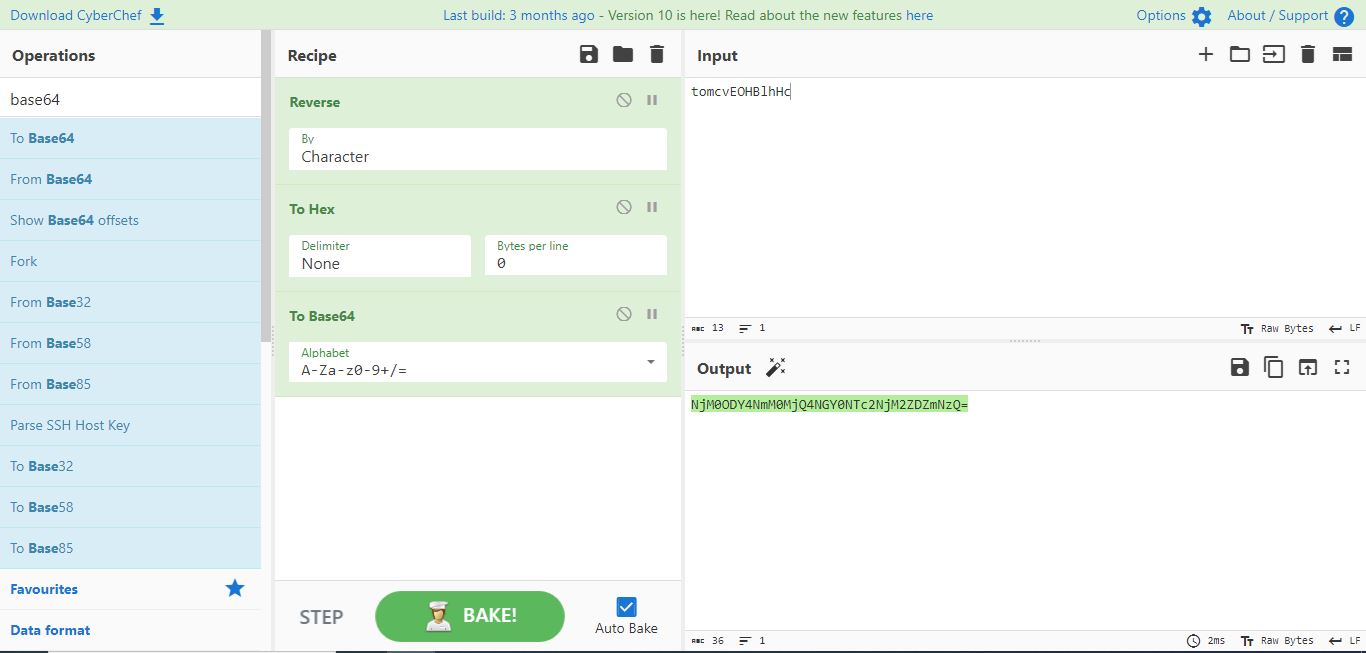 Download CyberChef
Last build: 3 months ago - Version 10 is here! Read about the new features here
Options
About / Support
?
Operations
base64
To Base64
From Base64
Show Base64 offsets
Fork
From Base32
From Base58
From Base85
Parse SSH Host Key
To Base32
To Base58
To Base85
Favourites
Data format
Recipe
Reverse
By
Character
To Hex
Delimiter
None
Bytes per line
0
To Base64
Alphabet
A-Za-z0-9+/=
STEP
BAKE!
Auto Bake
Input
tomcvEOHBlhHc
ABC 13 1
Tт Raw Bytes LF
Output
NjM0ODY4NmM0MjQ4NGY0NTc2NjM2ZDZmNzQ=
ABC 36 1
2ms Tт Raw Bytes LF